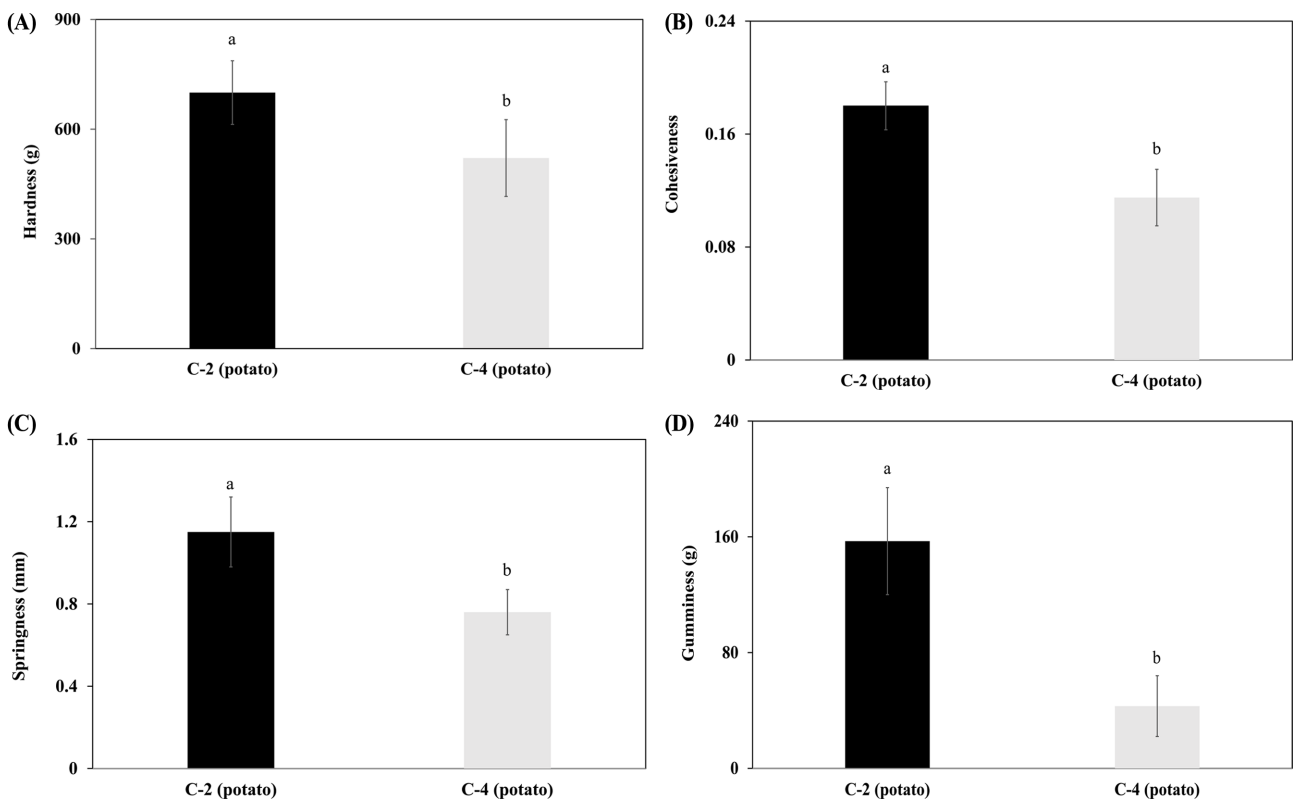 (A)
900
600
300
0
Hardness (g)
a
b
C-2 (potato)
C-4 (potato)
(B)
0.24
0.16
0.08
0
Cohesiveness
a
b
C-2 (potato)
C-4 (potato)
(C)
1.6
1.2
0.8
0.4
0
Springness (mm)
a
b
C-2 (potato)
C-4 (potato)
(D)
240
160
80
0
Gumminess (g)
a
b
C-2 (potato)
C-4 (potato)